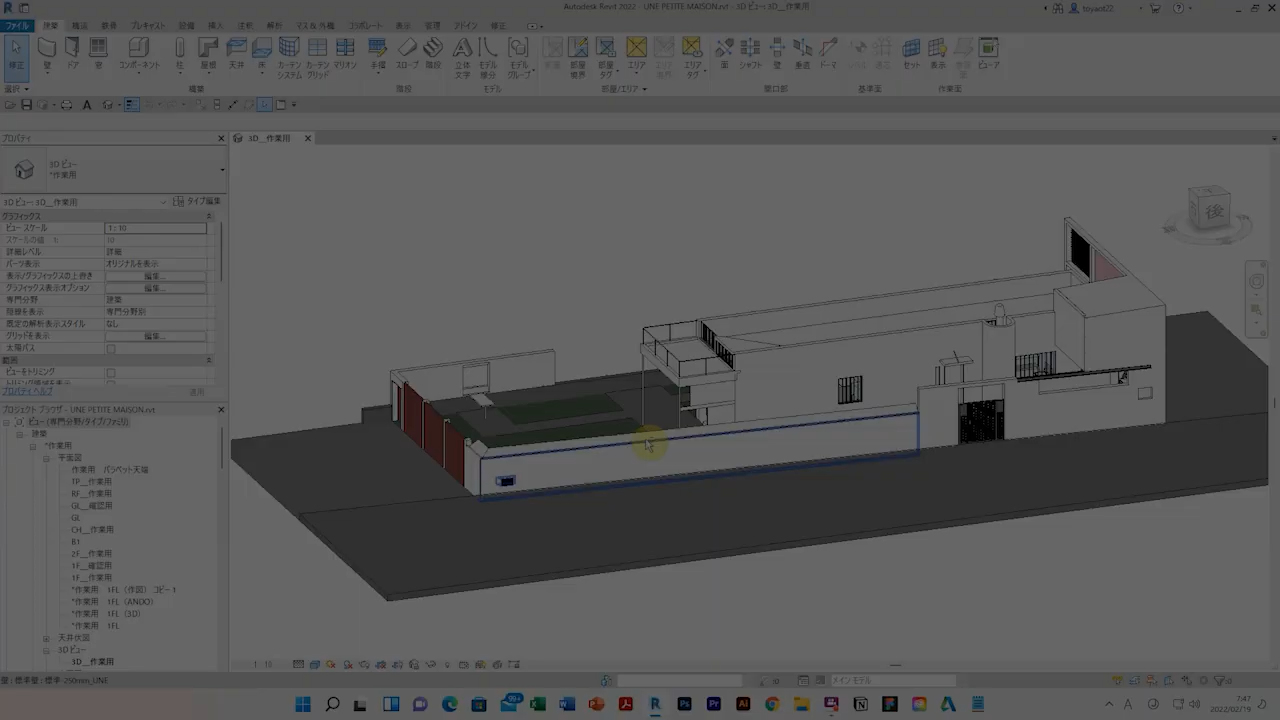 Autodesk Revit 2022 - UNE PETITE MAISON.rvt - 3D ビュー: 3D__作業用
toyaot22.
ファイル 建築 構造 鉄骨 プレキャスト 設備 挿入 注釈 解析 マス & 外構 コラボレート 表示 管理 アドイン 修正
修正 壁 ドア 窓 コンポーネント 柱 屋根 天井 床 カーテン システム カーテン グリッド マリオン 手摺 スロープ 階段 立体 文字 モデル 線分 モデル グループ 部屋 部屋 境界 部屋 タグ エリア エリア 境界 エリア タグ 面 シャフト 壁 垂直 ドーマ セット 表示 ビューア
選択 構築 階段 モデル 部屋/エリア 開口部 基準面 作業面
プロパティ
3D__作業用
3D ビュー
*作業用
3D ビュー: 3D__作業用
タイプ編集
グラフィックス
ビュー スケール 1 : 10
スケールの値 1: 10
詳細レベル 詳細
パーツ表示 オリジナルを表示
表示/グラフィックスの上書き 編集...
グラフィックス表示オプション 編集...
専門分野 建築
隠線を表示 専門分野別
既定の解析表示スタイル なし
グリッドを表示 編集...
太陽パス
範囲
ビューをトリミング
トリミング領域を表示
プロパティ ヘルプ 適用
プロジェクト ブラウザ - UNE PETITE MAISON.rvt
ビュー (専門分野/タイプ/ファミリ)
建築
*作業用
平面図
作業用 パラペット天端
TP__作業用
RF__作業用
GL__確認用
GL
CH__作業用
B1
2F__作業用
1F__確認用
1F__作業用
*作業用 1FL (作図) コピー 1
*作業用 1FL (ANDO)
*作業用 1FL (3D)
*作業用 1FL
天井伏図
3D ビュー
3D__作業用
後
1 : 10
壁 : 標準壁 : 標準-250mm_UNE
:0
メイン モデル
99+
A
7:47
2022/02/19